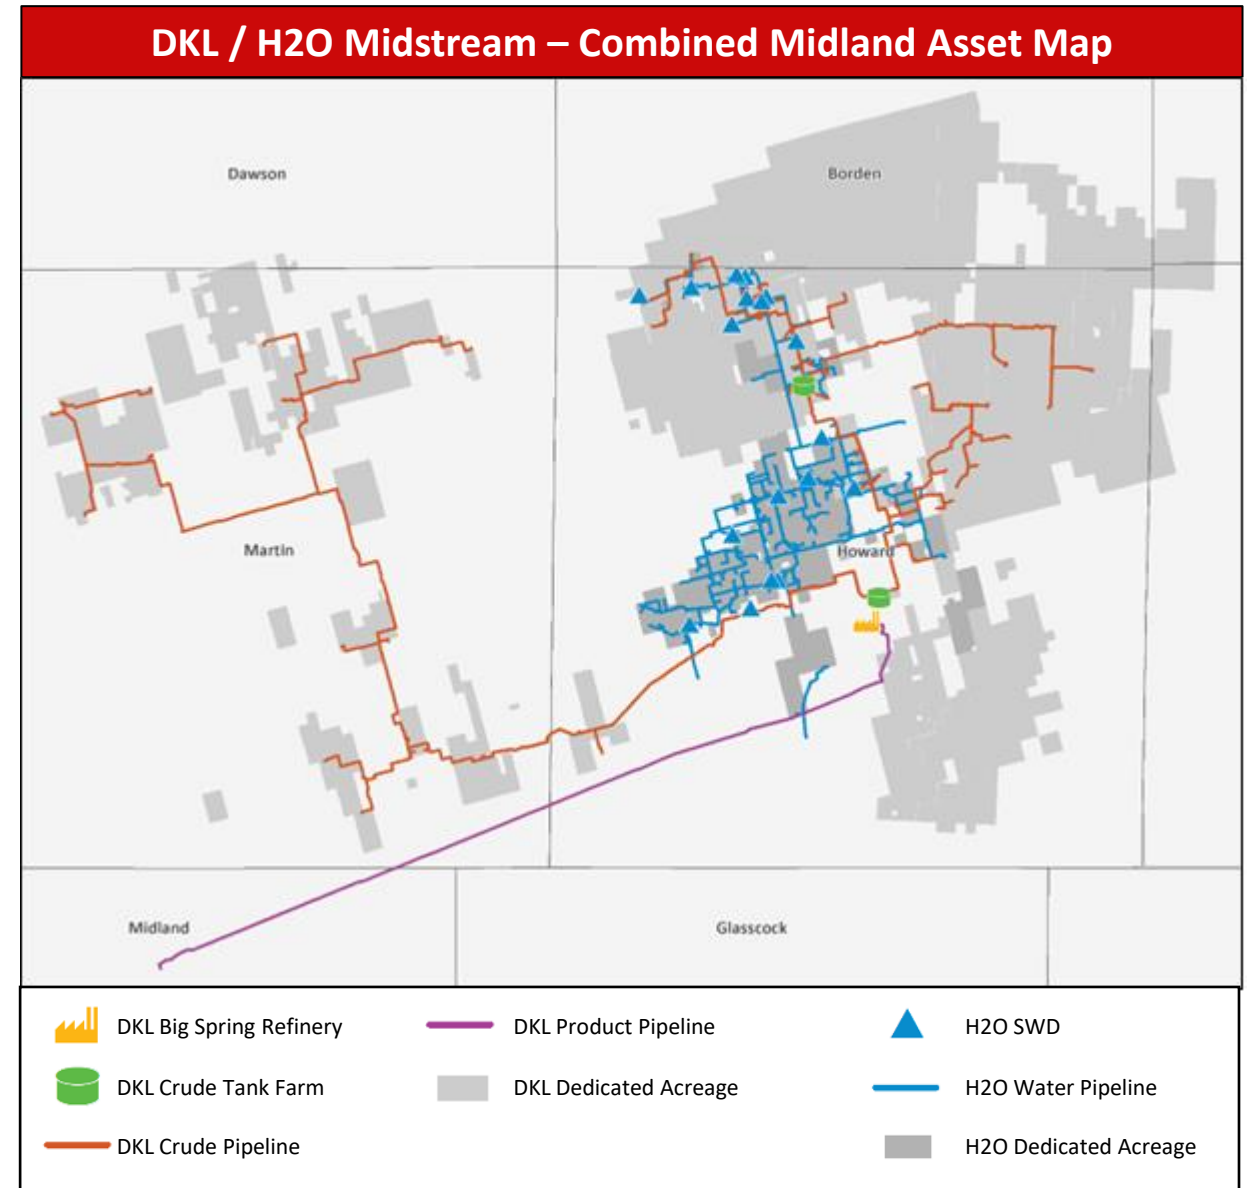 DKL / H2O Midstream – Combined Midland Asset Map
Dawson
Borden
Martin
Howard
Midland
Glasscock
DKL Big Spring Refinery
DKL Product Pipeline
H2O SWD
DKL Crude Tank Farm
DKL Dedicated Acreage
H2O Water Pipeline
DKL Crude Pipeline
H2O Dedicated Acreage